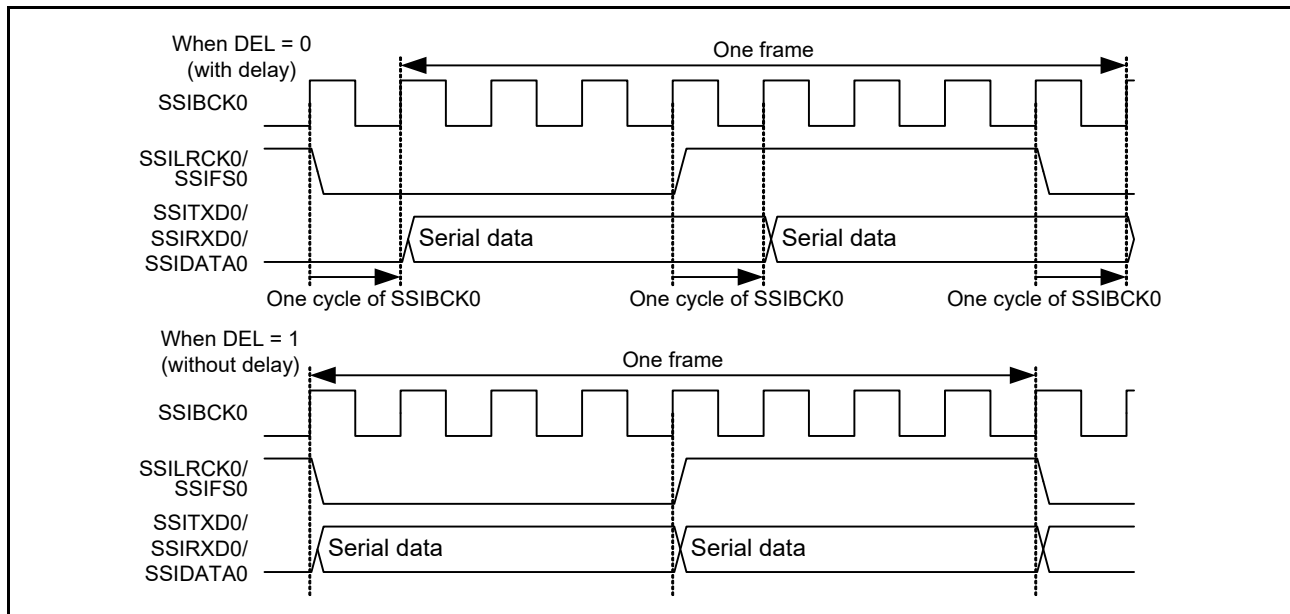 When DEL = 0
(with delay)
One frame
SSIBCK0
SSILRCK0/
SSIFS0
SSITXD0/
SSIRXD0/
SSIDATA0
Serial data
Serial data
One cycle of SSIBCK0
One cycle of SSIBCK0
One cycle of SSIBCK0
When DEL = 1
(without delay)
One frame
SSIBCK0
SSILRCK0/
SSIFS0
SSITXD0/
SSIRXD0/
SSIDATA0
Serial data
Serial data